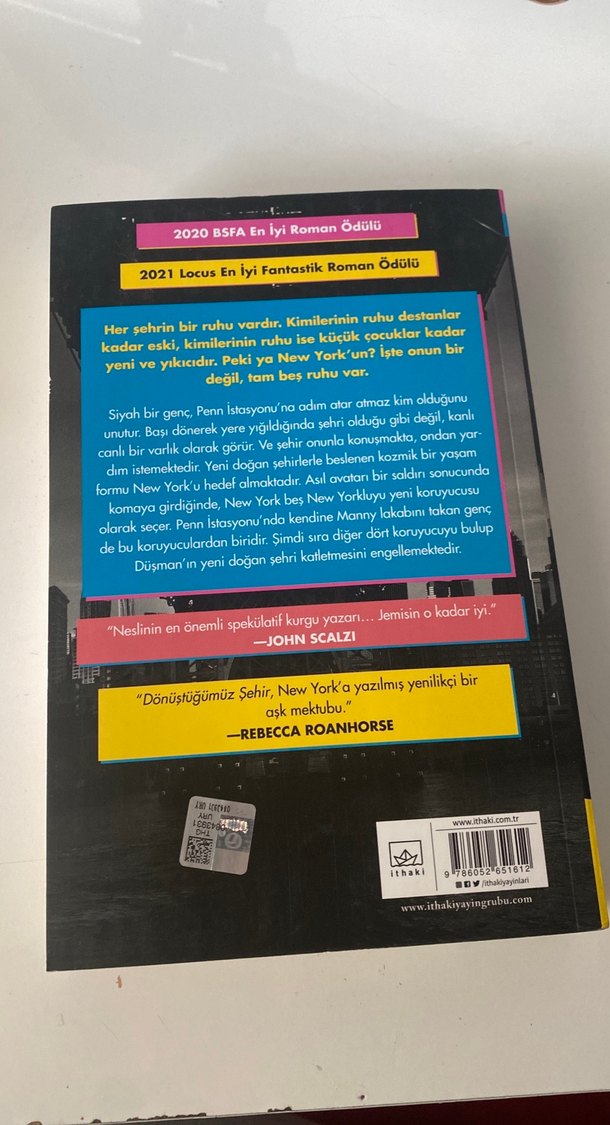 2020 BSFA En İyi Roman Ödülü
2021 Locus En İyi Fantastik Roman Ödülü
Her şehrin bir ruhu vardır. Kimilerinin ruhu destanlar
kadar eski, kimilerinin ruhu ise küçük çocuklar kadar
yeni ve yıkıcıdır. Peki ya New York'un? İşte onun bir
değil, tam beş ruhu var.
Siyah bir genç, Penn İstasyonu'na adım atar atmaz kim olduğunu
unutur. Başı dönerek yere yığıldığında şehri olduğu gibi değil, kanlı
canlı bir varlık olarak görür. Ve şehir onunla konuşmakta, ondan yar-
dım istemektedir. Yeni doğan şehirlerle beslenen kozmik bir yaşam
formu New York'u hedef almaktadır. Asıl avatarı bir saldırı sonucunda
komaya girdiğinde, New York beş New Yorkluyu yeni koruyucusu
olarak seçer. Penn İstasyonu'nda kendine Manny lakabını takan genç
de bu koruyuculardan biridir. Şimdi sıra diğer dört koruyucuyu bulup
Düşman'ın yeni doğan şehri katletmesini engellemektedir.
"Neslinin en önemli spekülatif kurgu yazarı... Jemisin o kadar iyi."
—JOHN SCALZI
"Dönüştüğümüz Şehir, New York'a yazılmış yenilikçi bir
aşk mektubu."
—REBECCA ROANHORSE
THG
URY
www.ithaki.com.tr
ithaki
9 786052 651612
/ithakiyayinlari
www.ithakiyayingrubu.com